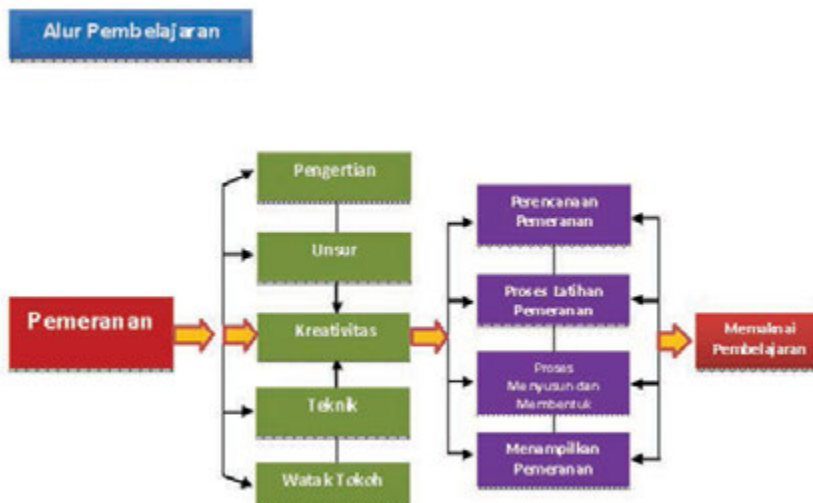 Alur Pembelajaran
Pengertian
Unsur
Pemeranan
Kreativitas
Teknik
Watak Tokoh
Perencanaan
Pemeranan
Proses Latihan
Pemeranan
Proses
Menyusun dan
Membentuk
Menampilkan
Pemeranan
Memaknai
Pembelajaran